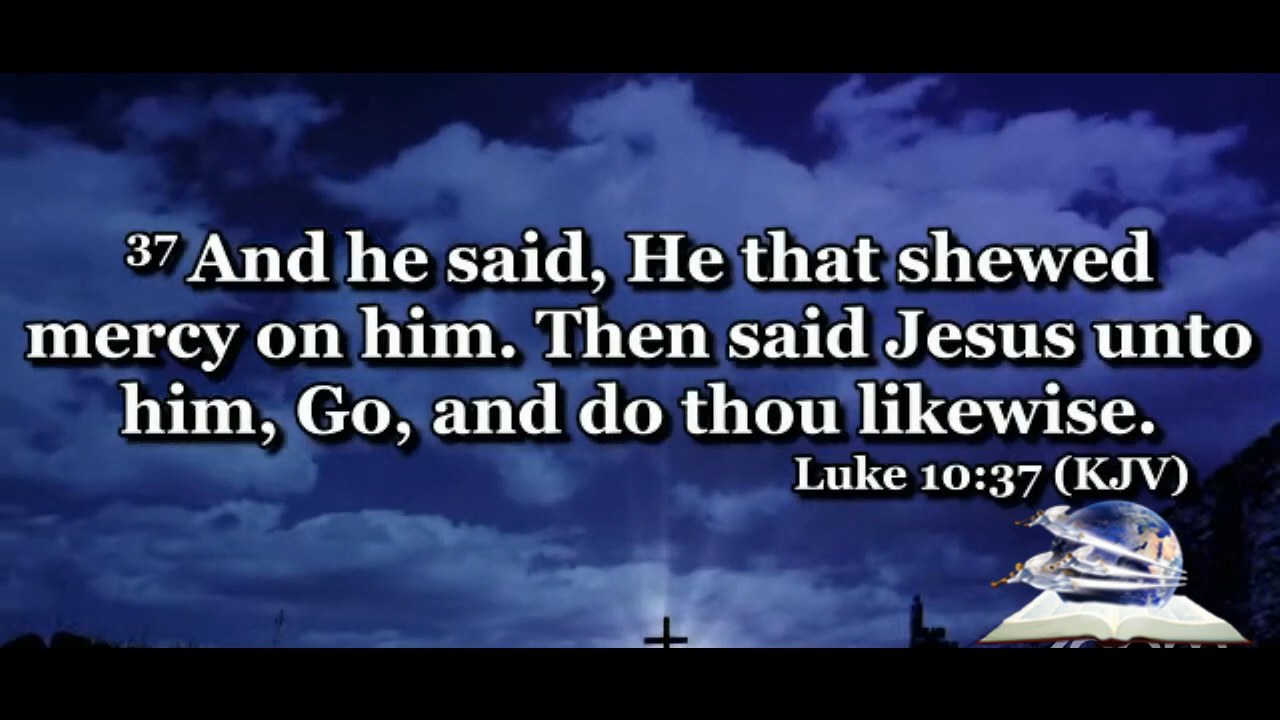 37 And he said, He that shewed
mercy on him. Then said Jesus unto
him, Go, and do thou likewise.
Luke 10:37 (KJV)